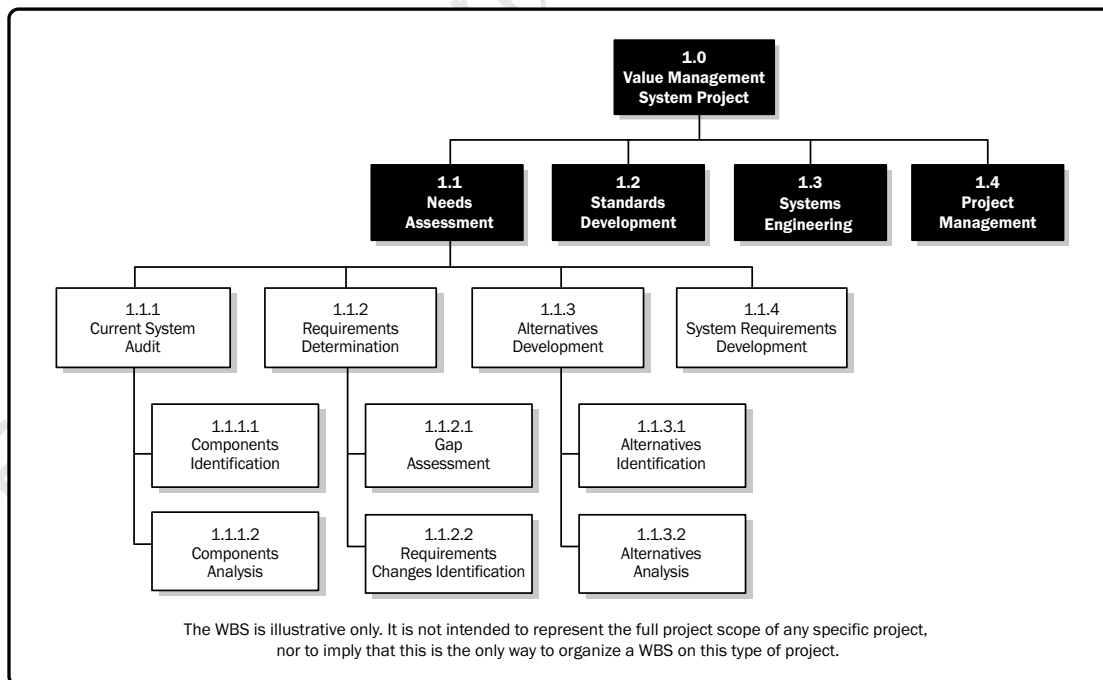 1.0
Value Management
System Project
1.1
Needs
Assessment
1.2
Standards
Development
1.3
Systems
Engineering
1.4
Project
Management
1.1.1
Current System
Audit
1.1.2
Requirements
Determination
1.1.3
Alternatives
Development
1.1.4
System Requirements
Development
1.1.1.1
Components
Identification
1.1.2.1
Gap
Assessment
1.1.3.1
Alternatives
Identification
1.1.1.2
Components
Analysis
1.1.2.2
Requirements
Changes Identification
1.1.3.2
Alternatives
Analysis
The WBS is illustrative only. It is not intended to represent the full project scope of any specific project,
nor to imply that this is the only way to organize a WBS on this type of project.